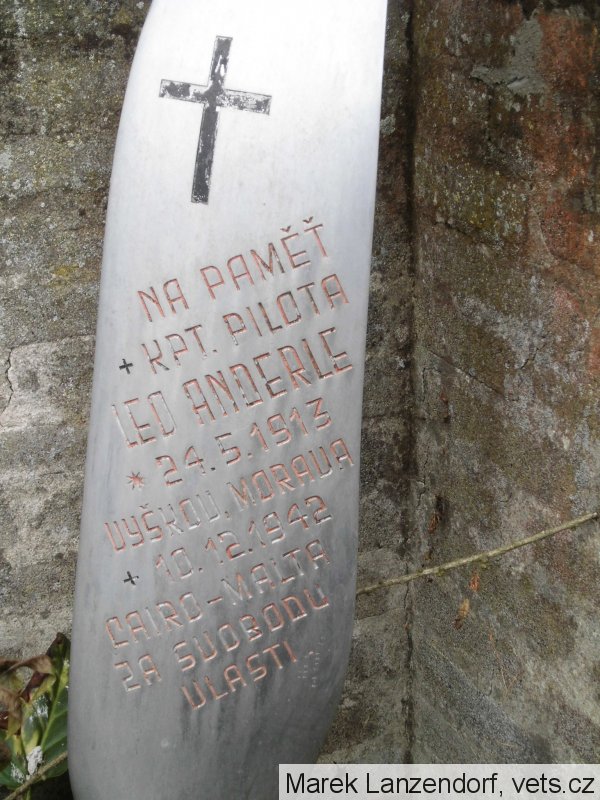 NA PAMĚŤ
+ KPT. PILOTA
LEO ANDERLE
* 24.5.1913
VYŠKOV, MORAVA
+ 10.12.1942
CAIRO-MALTA
ZA SVOBODU
VLASTI
Marek Lanzendorf, vets.cz